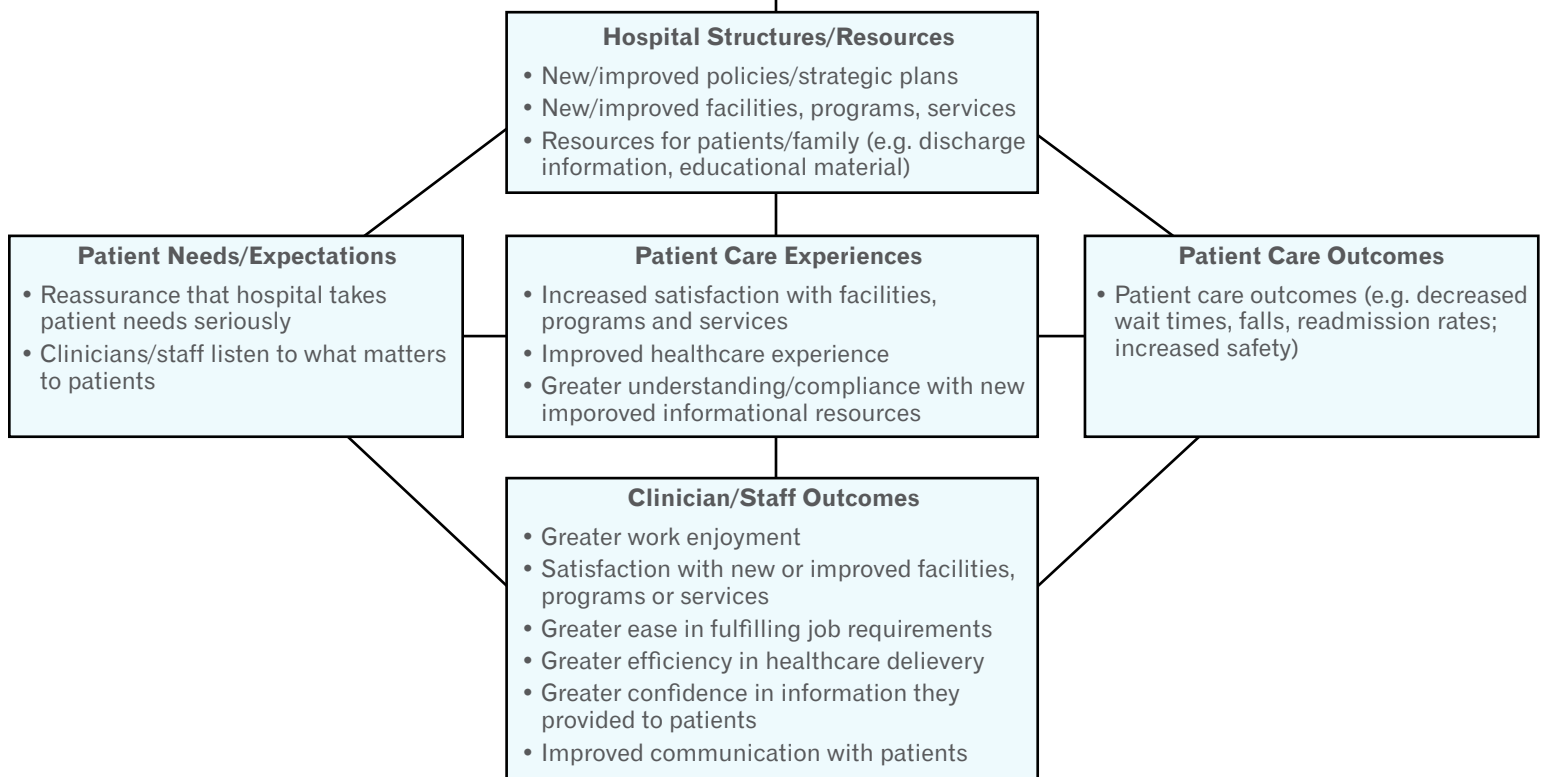 Hospital Structures/Resources
• New/improved policies/strategic plans
• New/improved facilities, programs, services
• Resources for patients/family (e.g. discharge
information, educational material)
Patient Needs/Expectations
• Reassurance that hospital takes
patient needs seriously
• Clinicians/staff listen to what matters
to patients
Patient Care Experiences
• Increased satisfaction with facilities,
programs and services
• Improved healthcare experience
• Greater understanding/compliance with new
imporoved informational resources
Patient Care Outcomes
• Patient care outcomes (e.g. decreased
wait times, falls, readmission rates;
increased safety)
Clinician/Staff Outcomes
• Greater work enjoyment
• Satisfaction with new or improved facilities,
programs or services
• Greater ease in fulfilling job requirements
• Greater efficiency in healthcare delievery
• Greater confidence in information they
provided to patients
• Improved communication with patients